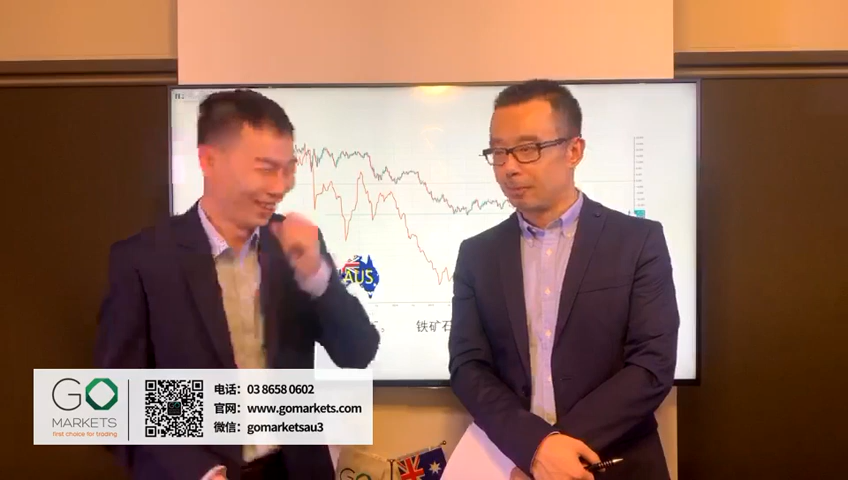 AUS
铁矿石
GO
MARKETS
first choice for trading
电话: 03 8658 0602
官网: www.gomarkets.com
微信: gomarketsau3
GO